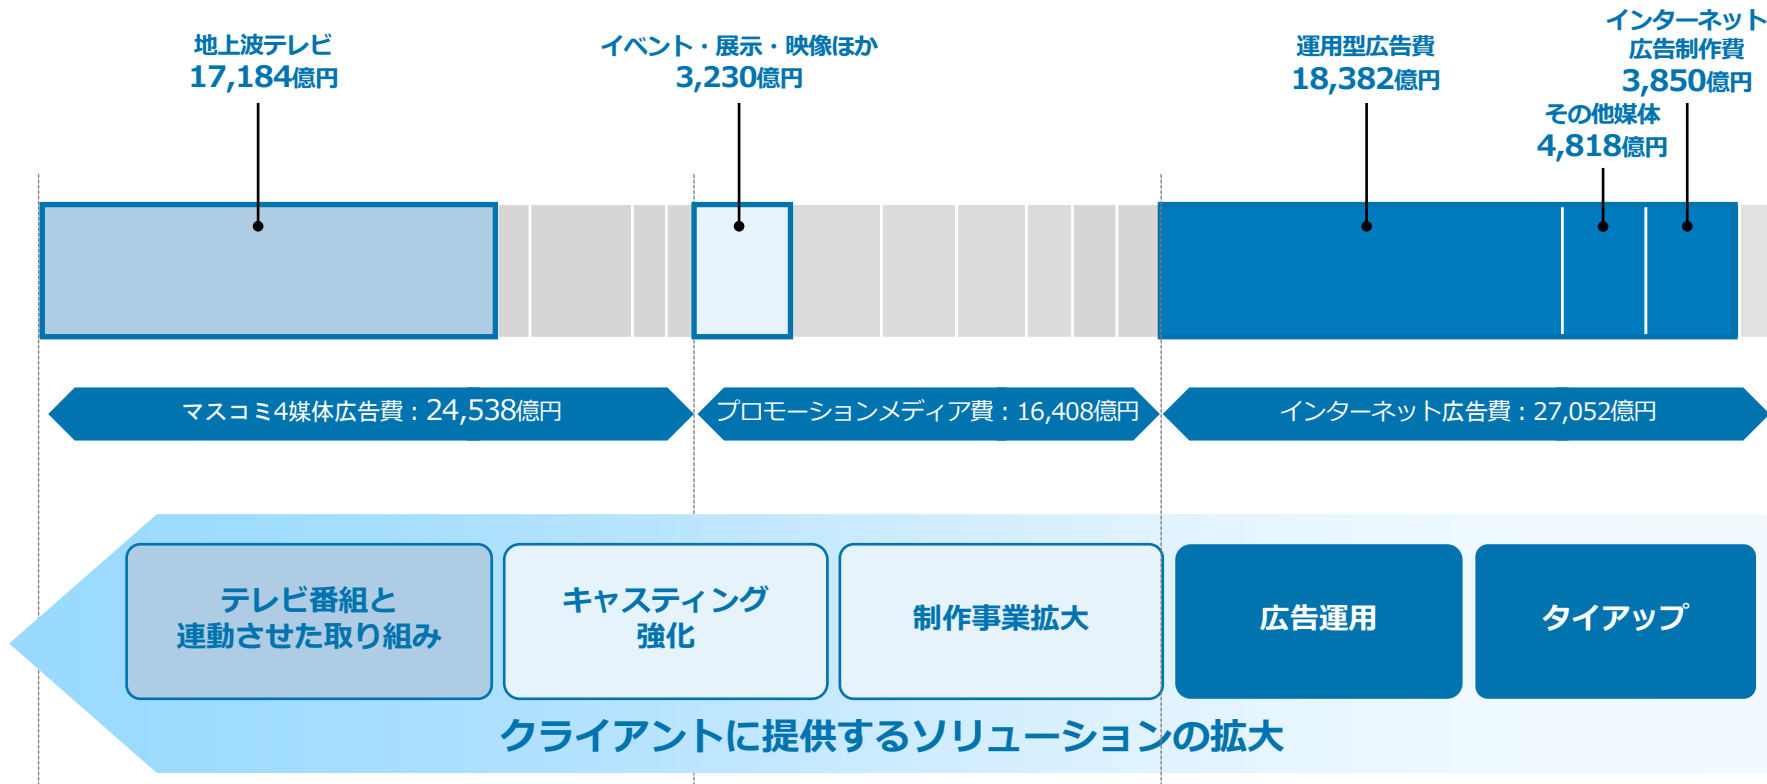 地上波テレビ
17,184億円
イベント・展示・映像ほか
3,230億円
運用型広告費
18,382億円
インターネット
広告制作費
3,850億円
その他媒体
4,818億円
マスコミ4媒体広告費：24,538億円
プロモーションメディア費：16,408億円
インターネット広告費：27,052億円
テレビ番組と
連動させた取り組み
キャスティング
強化
制作事業拡大
広告運用
タイアップ
クライアントに提供するソリューションの拡大